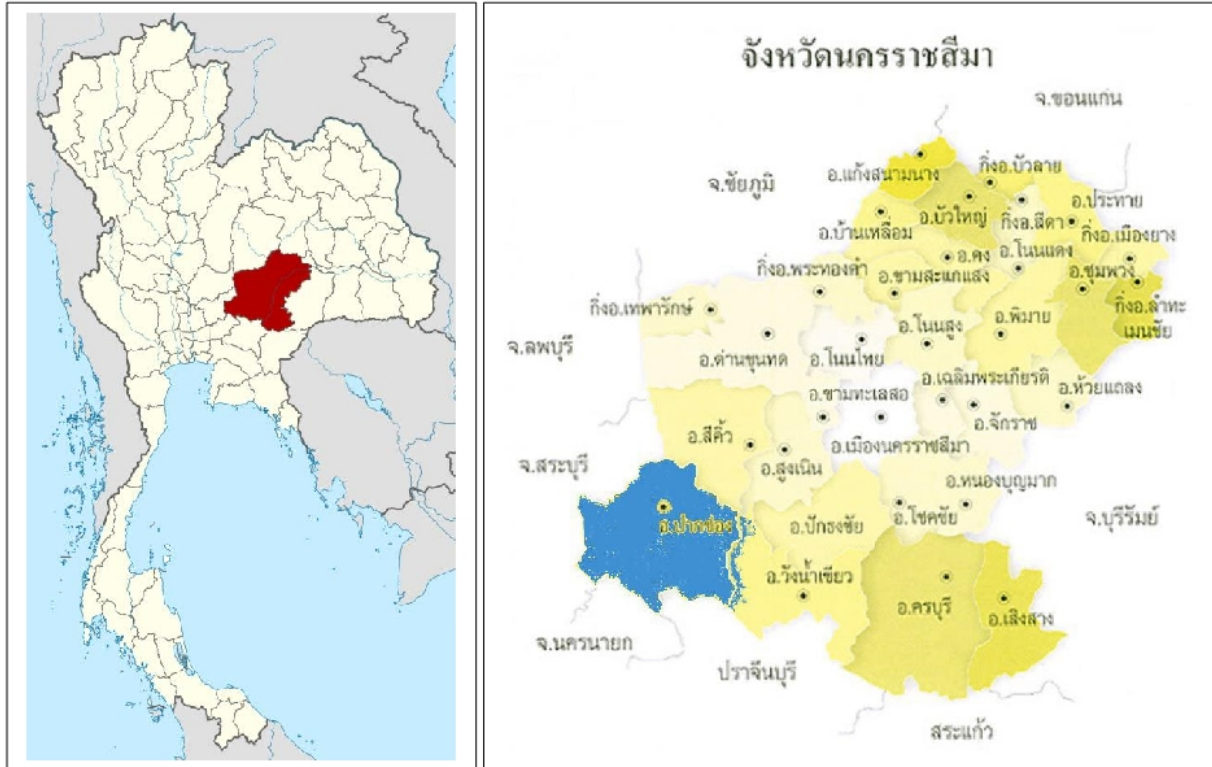 จังหวัดนครราชสีมา
จ.ขอนแก่น
อ.แก้งสนามนาง
กิ่งอ.บัวลาย
จ.ชัยภูมิ
อ.ประทาย
อ.บัวใหญ่
กิ่งอ.สีดา
อ.บ้านเหลื่อม
กิ่งอ.เมืองยาง
อ.คง
อ.โนนแดง
กิ่งอ.พระทองคำ
อ.ขามสะแกแสง
อ.ชุมพวง
กิ่งอ.เทพารักษ์
กิ่งอ.ลำทะ
เมนชัย
อ.โนนสูง
อ.พิมาย
จ.ลพบุรี
อ.ด่านขุนทด
อ.โนนไทย
อ.เฉลิมพระเกียรติ
อ.ห้วยแถลง
อ.ขามทะเลสอ
อ.จักราช
อ.สีคิ้ว
อ.เมืองนครราชสีมา
จ.สระบุรี
อ.สูงเนิน
อ.หนองบุญมาก
อ.ปากช่อง
อ.ปักธงชัย
อ.โชคชัย
จ.บุรีรัมย์
อ.วังน้ำเขียว
อ.ครบุรี
อ.เสิงสาง
จ.นครนายก
ปราจีนบุรี
สระแก้ว